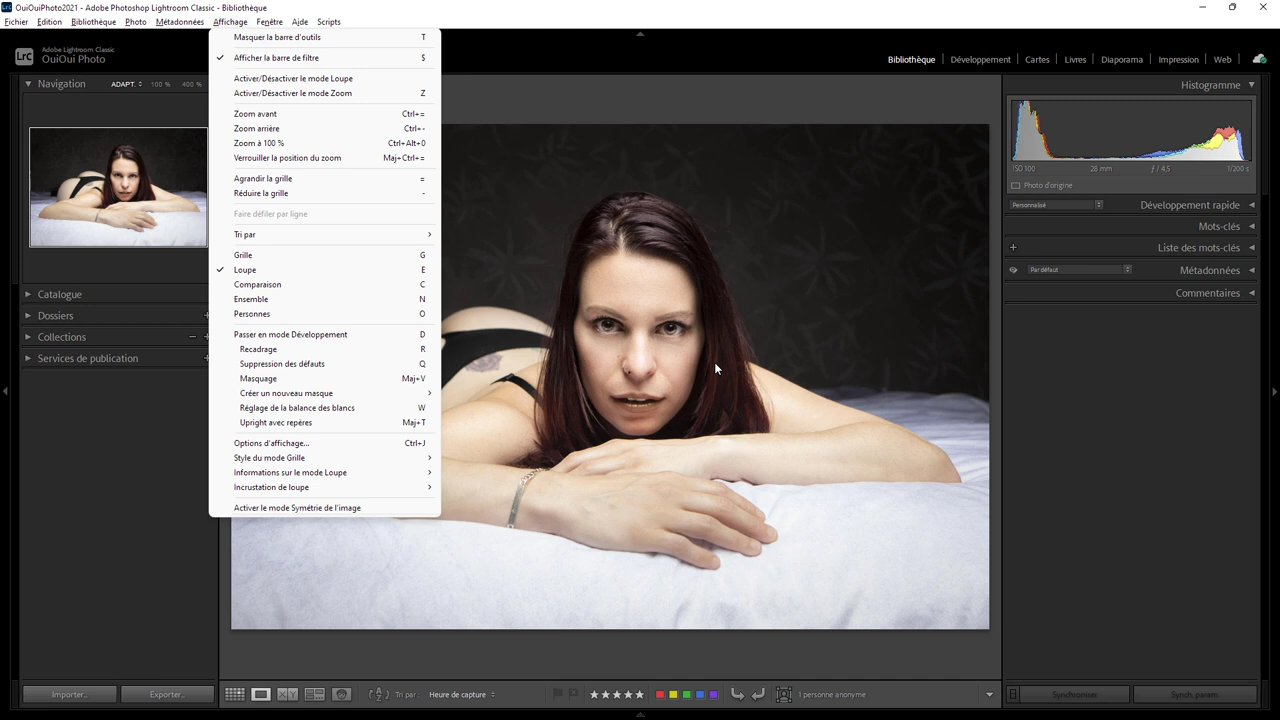 OuiOuiPhoto2021 - Adobe Photoshop Lightroom Classic - Bibliothèque
Fichier Edition Bibliothèque Photo Métadonnées Affichage Fenêtre Aide Scripts
Lrc
Adobe Lightroom Classic
OuiOui Photo
Bibliothèque | Développement | Cartes | Livres | Diaporama | Impression | Web
Navigation ADAPT. 100 % 400 %
Catalogue
Dossiers
Collections
Services de publication
Importer... Exporter...
Masquer la barre d'outils T
Afficher la barre de filtre $
Activer/Désactiver le mode Loupe
Activer/Désactiver le mode Zoom Z
Zoom avant Ctrl+=
Zoom arrière Ctrl+-
Zoom à 100 % Ctrl+Alt+0
Verrouiller la position du zoom Maj+Ctrl+=
Agrandir la grille =
Réduire la grille -
Faire défiler par ligne
Tri par
Grille G
Loupe E
Comparaison C
Ensemble N
Personnes O
Passer en mode Développement D
Recadrage R
Suppression des défauts Q
Masquage Maj+V
Créer un nouveau masque
Réglage de la balance des blancs W
Upright avec repères Maj+T
Options d'affichage... Ctrl+J
Style du mode Grille
Informations sur le mode Loupe
Incrustation de loupe
Activer le mode Symétrie de l'image
Tri par Heure de capture
1 personne anonyme
Histogramme
ISO 100 28 mm ƒ / 4,5 1/200 s
Photo d'origine
Personnalisé Développement rapide
Mots-clés
Liste des mots-clés
Par défaut Métadonnées
Commentaires
Synchroniser Synch. params